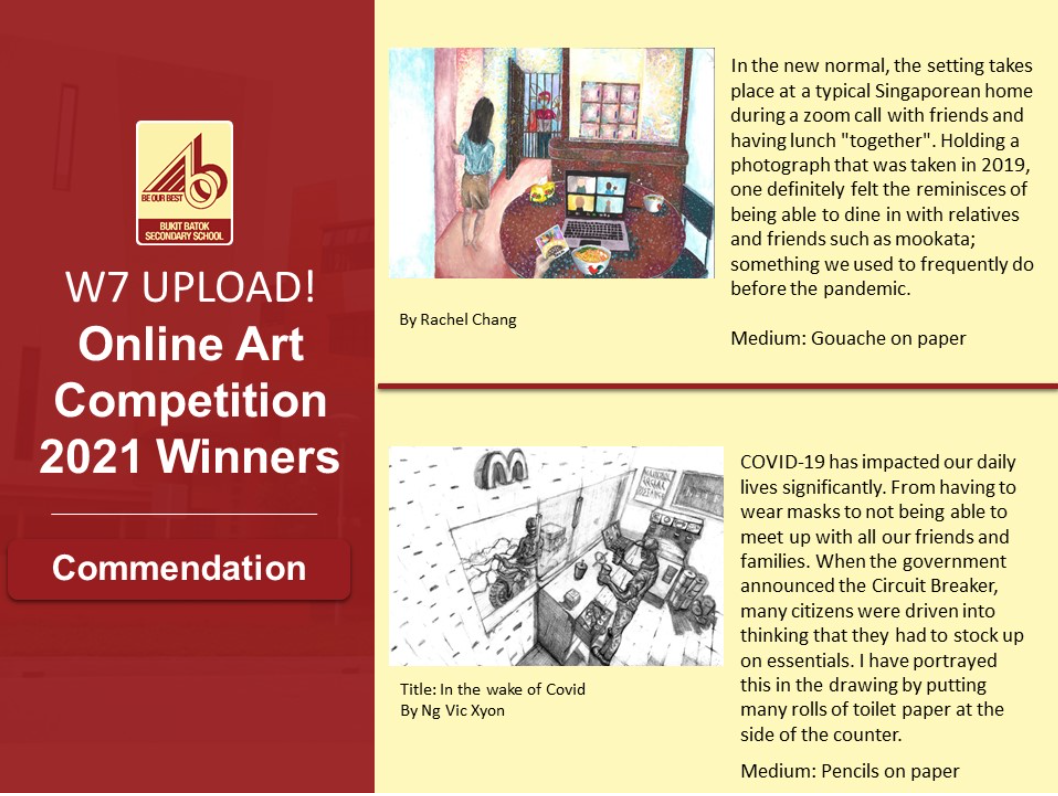 BE OUR BEST
BUKIT BATOK
SECONDARY SCHOOL
W7 UPLOAD!
Online Art
Competition
2021 Winners
Commendation
In the new normal, the setting takes
place at a typical Singaporean home
during a zoom call with friends and
having lunch "together". Holding a
photograph that was taken in 2019,
one definitely felt the reminisces of
being able to dine in with relatives
and friends such as mookata;
something we used to frequently do
before the pandemic.
Medium: Gouache on paper
By Rachel Chang
COVID-19 has impacted our daily
lives significantly. From having to
wear masks to not being able to
meet up with all our friends and
families. When the government
announced the Circuit Breaker,
many citizens were driven into
thinking that they had to stock up
on essentials. I have portrayed
this in the drawing by putting
many rolls of toilet paper at the
side of the counter.
Medium: Pencils on paper
Title: In the wake of Covid
By Ng Vic Xyon